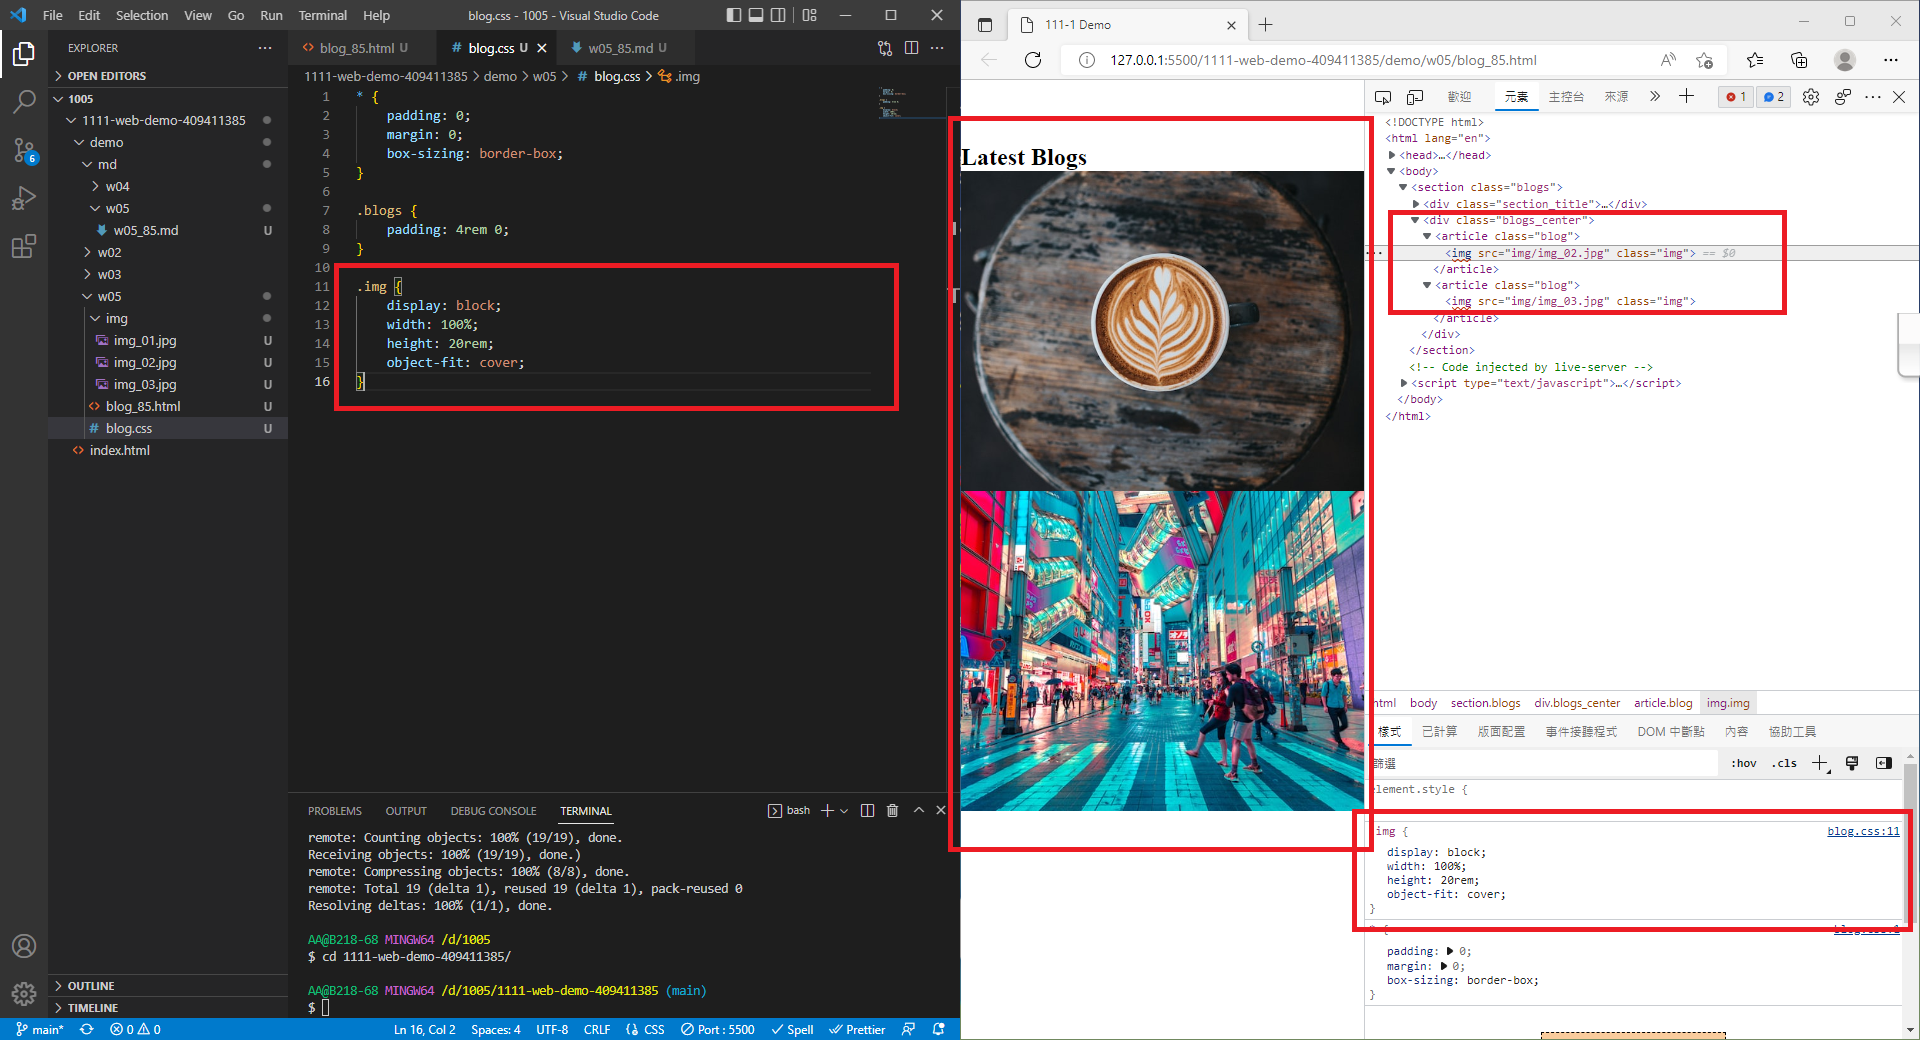 File Edit Selection View Go Run Terminal Help
blog.css - 1005 - Visual Studio Code
EXPLORER
OPEN EDITORS
1005
1111-web-demo-409411385
demo
md
w04
w05
w05_85.md U
w02
w03
w05
img
img_01.jpg U
img_02.jpg U
img_03.jpg U
blog_85.html U
# blog.css U
index.html
OUTLINE
TIMELINE
blog_85.html U
# blog.css U
w05_85.md U
1111-web-demo-409411385 > demo > w05 > # blog.css > .img
1 * {
2 padding: 0;
3 margin: 0;
4 box-sizing: border-box;
5 }
6
7 .blogs {
8 padding: 4rem 0;
9 }
10
11 .img {
12 display: block;
13 width: 100%;
14 height: 20rem;
15 object-fit: cover;
16 }
PROBLEMS OUTPUT DEBUG CONSOLE TERMINAL
bash
remote: Counting objects: 100% (19/19), done.
Receiving objects: 100% (19/19), done.)
remote: Compressing objects: 100% (8/8), done.
remote: Total 19 (delta 1), reused 19 (delta 1), pack-reused 0
Resolving deltas: 100% (1/1), done.
AA@B218-68 MINGW64 /d/1005
$ cd 1111-web-demo-409411385/
AA@B218-68 MINGW64 /d/1005/1111-web-demo-409411385 (main)
$
6
main* 0 0 Ln 16, Col 2 Spaces: 4 UTF-8 CRLF CSS Port : 5500 Spell Prettier
111-1 Demo
127.0.0.1:5500/1111-web-demo-409411385/demo/w05/blog_85.html
Latest Blogs
歡迎 元素 主控台 來源 1 2
<!DOCTYPE html>
<html lang="en">
<head>…</head>
<body>
<section class="blogs">
<div class="section_title">…</div>
<div class="blogs_center">
<article class="blog">
<img src="img/img_02.jpg" class="img"> == $0
</article>
<article class="blog">
<img src="img/img_03.jpg" class="img">
</article>
</div>
</section>
<!-- Code injected by live-server -->
<script type="text/javascript">…</script>
</body>
</html>
html body section.blogs div.blogs_center article.blog img.img
樣式 已計算 版面配置 事件接聽程式 DOM 中斷點 內容 協助工具
篩選 :hov .cls
element.style {
img { blog.css:11
display: block;
width: 100%;
height: 20rem;
object-fit: cover;
}
* { blog.css:1
padding: 0;
margin: 0;
box-sizing: border-box;
}